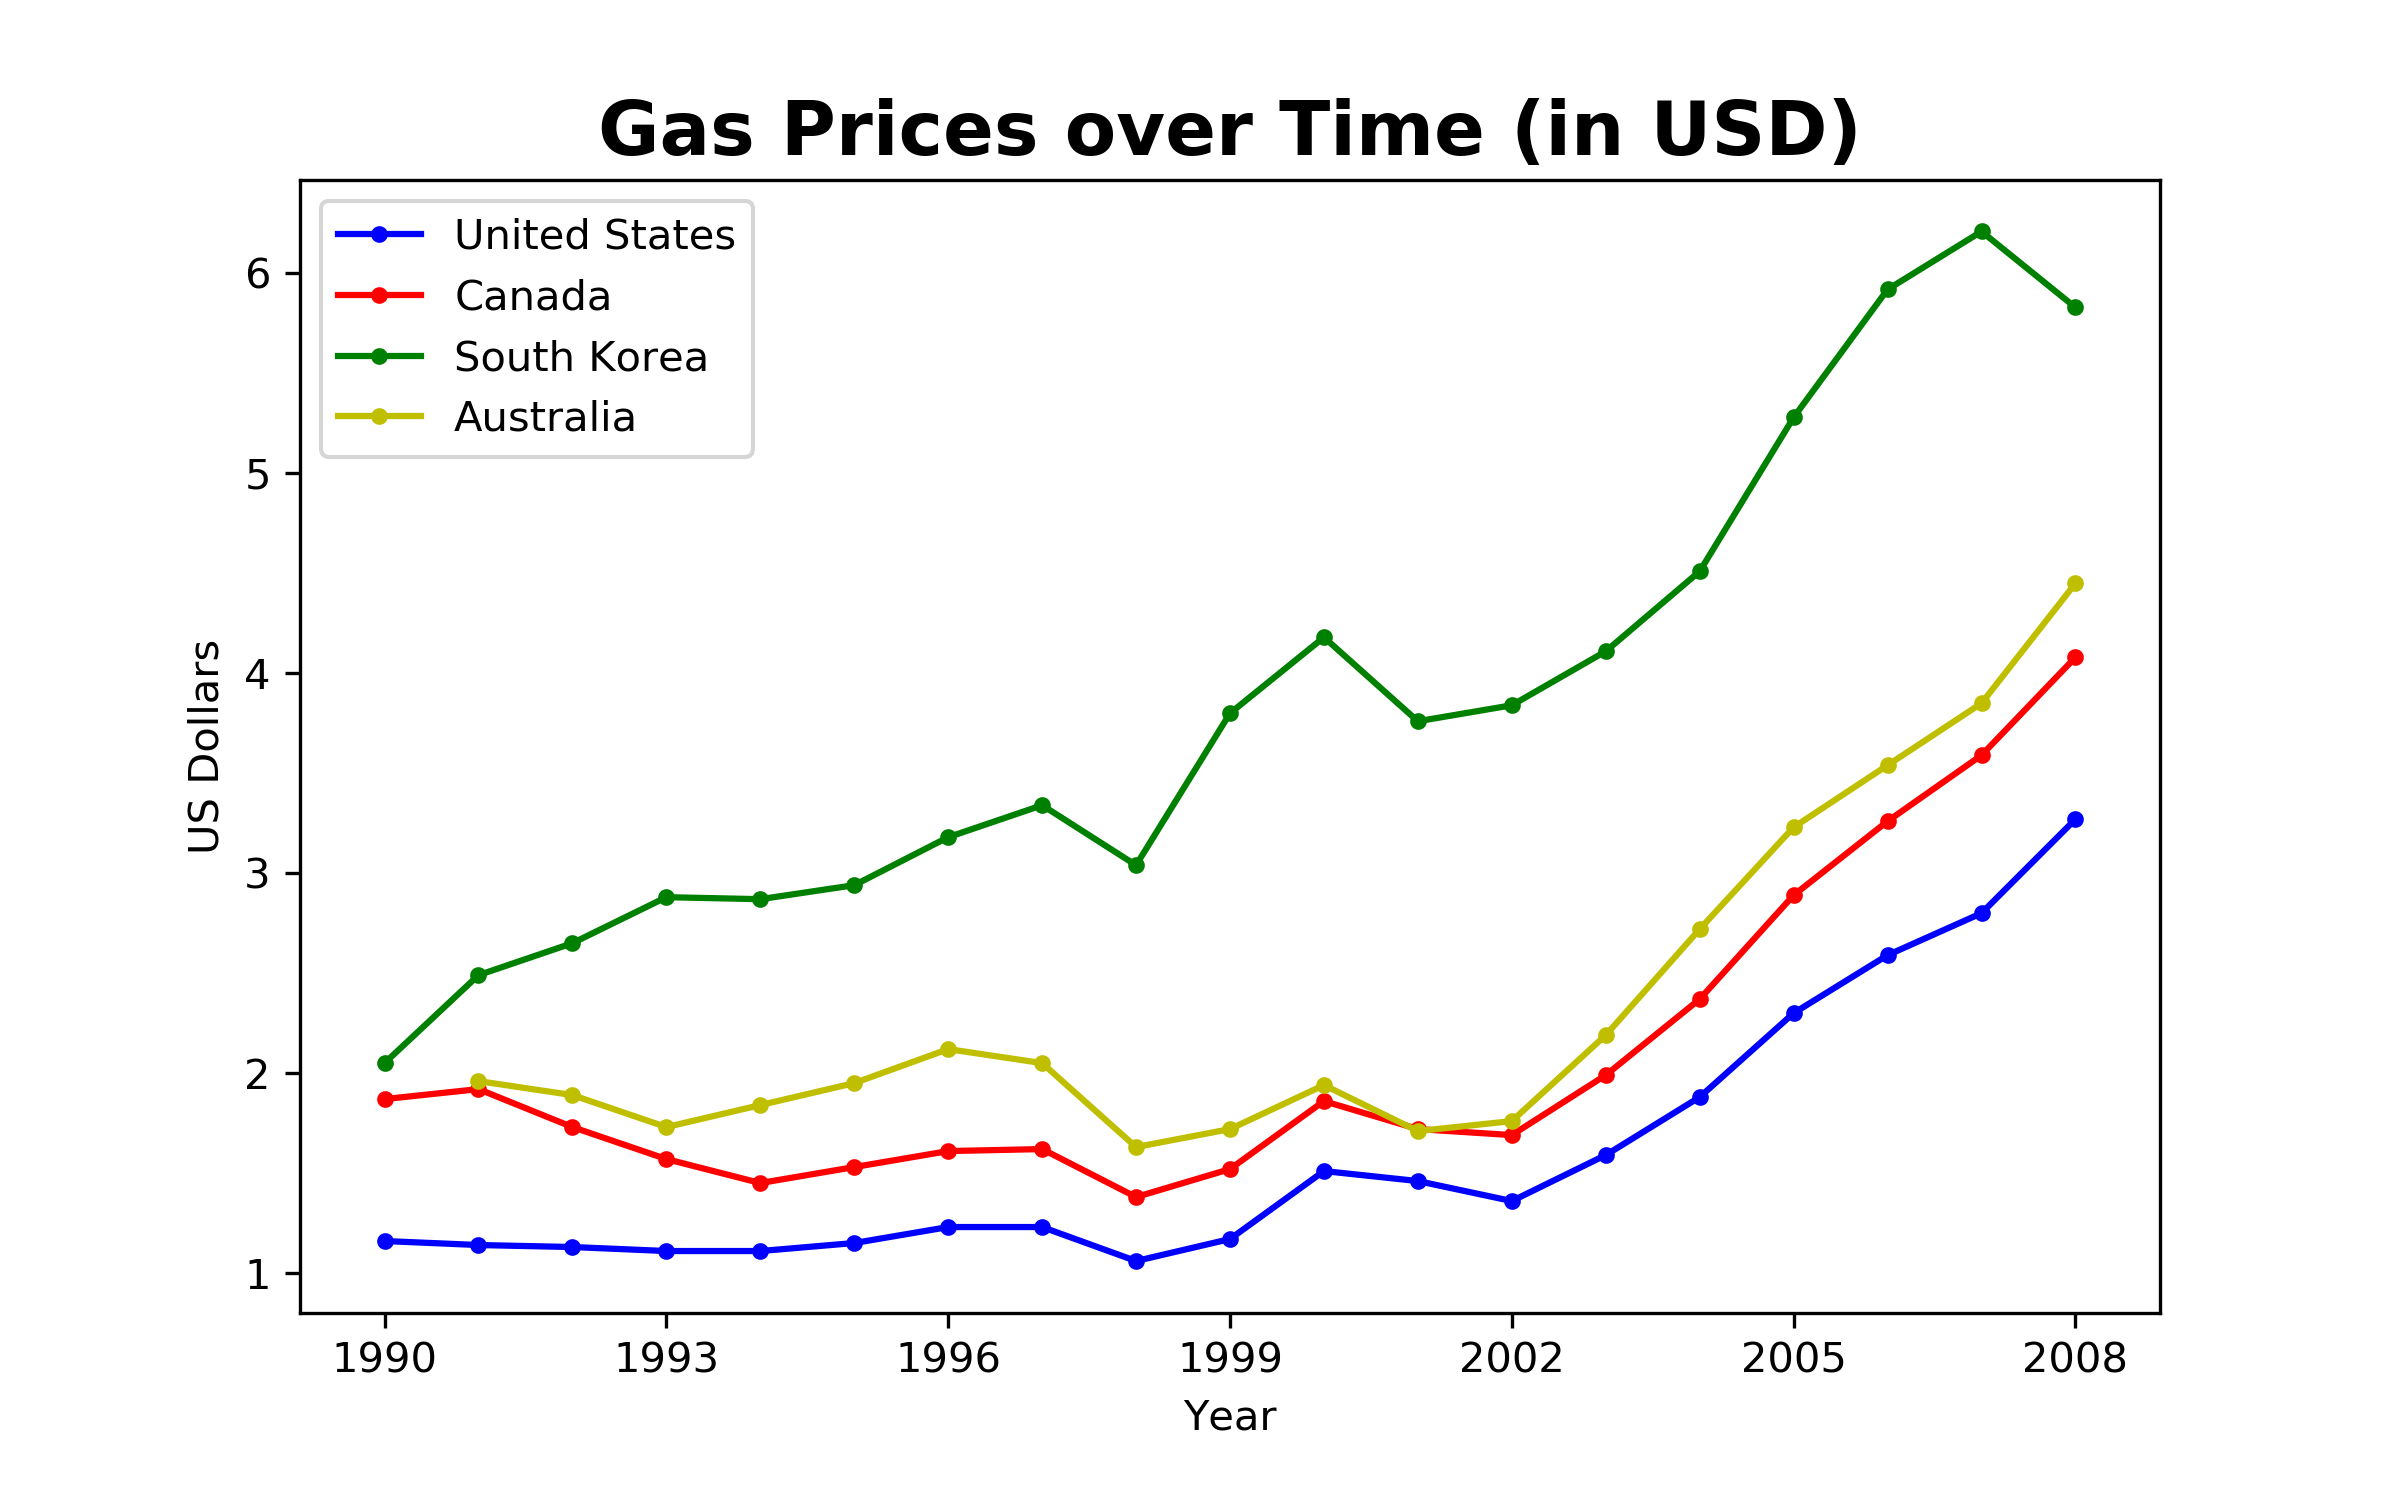 Gas Prices over Time (in USD)
United States
Canada
South Korea
Australia
US Dollars
6
5
4
3
2
1
1990 1993 1996 1999 2002 2005 2008
Year